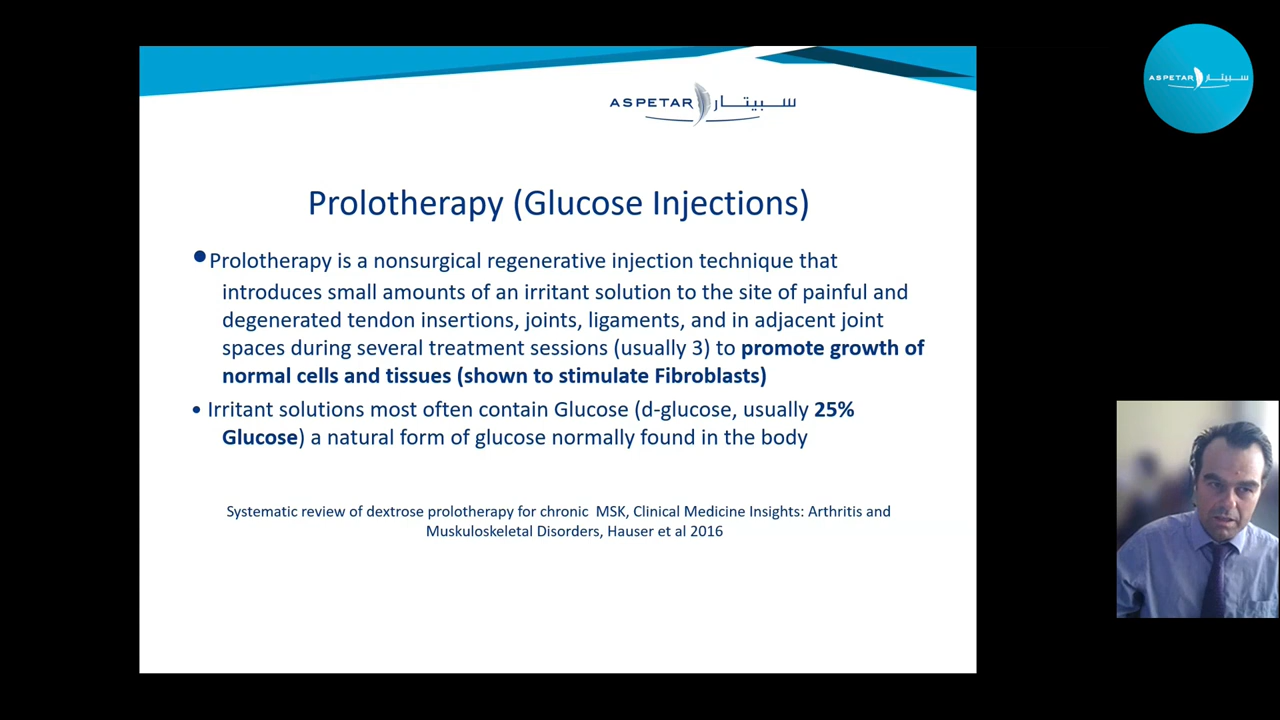 ASPETAR سبيتار
ASPETAR سبيتار
Prolotherapy (Glucose Injections)
•Prolotherapy is a nonsurgical regenerative injection technique that
introduces small amounts of an irritant solution to the site of painful and
degenerated tendon insertions, joints, ligaments, and in adjacent joint
spaces during several treatment sessions (usually 3) to promote growth of
normal cells and tissues (shown to stimulate Fibroblasts)
• Irritant solutions most often contain Glucose (d-glucose, usually 25%
Glucose) a natural form of glucose normally found in the body
Systematic review of dextrose prolotherapy for chronic MSK, Clinical Medicine Insights: Arthritis and
Muskuloskeletal Disorders, Hauser et al 2016